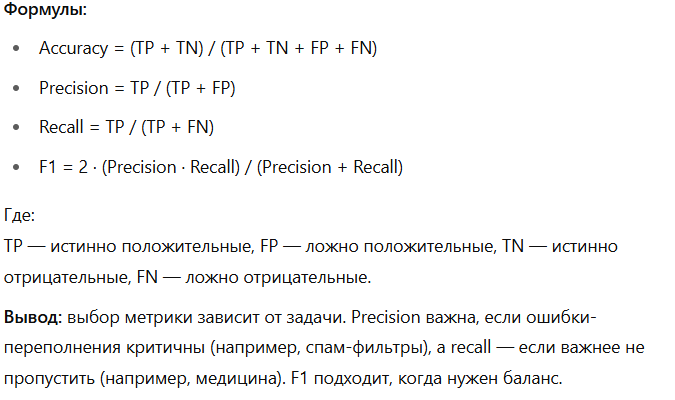 Формулы:
• Accuracy = (TP + TN) / (TP + TN + FP + FN)
• Precision = TP / (TP + FP)
• Recall = TP / (TP + FN)
• F1 = 2 · (Precision · Recall) / (Precision + Recall)
Где:
TP — истинно положительные, FP — ложно положительные, TN — истинно
отрицательные, FN — ложно отрицательные.
Вывод: выбор метрики зависит от задачи. Precision важна, если ошибки-
переполнения критичны (например, спам-фильтры), а recall — если важнее не
пропустить (например, медицина). F1 подходит, когда нужен баланс.